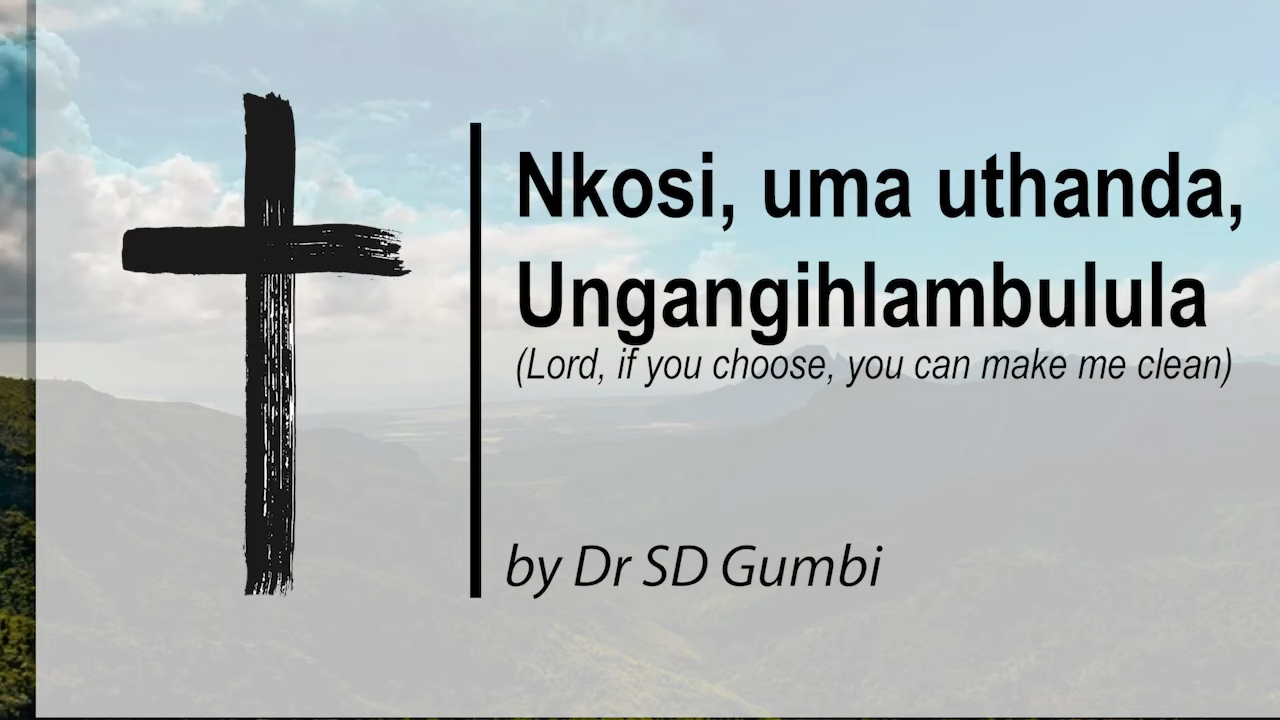 Nkosi, uma uthanda,
Ungangihlambulula
(Lord, if you choose, you can make me clean)
by Dr SD Gumbi